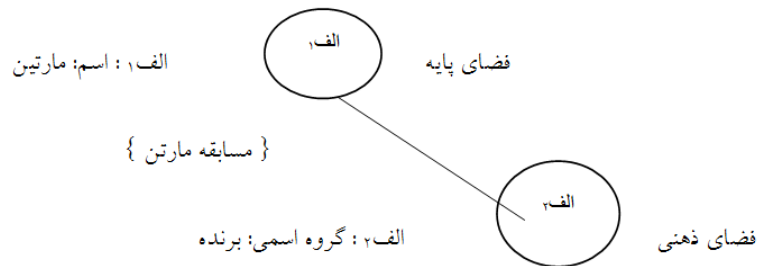 الف۱
فضای پایه
الف۱ : اسم: مارتین
{ مسابقه مارتن }
الف۲
فضای ذهنی
الف۲ : گروه اسمی: برنده